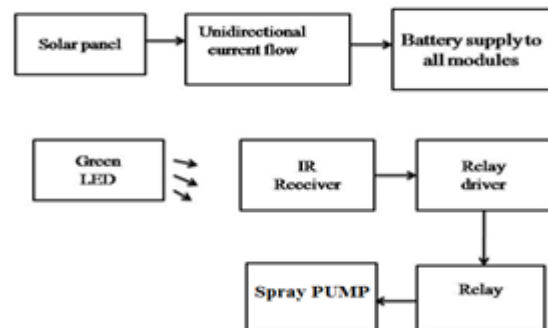 Solar panel
Unidirectional
current flow
Battery supply to
all modules
Green
LED
IR
Receiver
Relay
driver
Spray PUMP
Relay